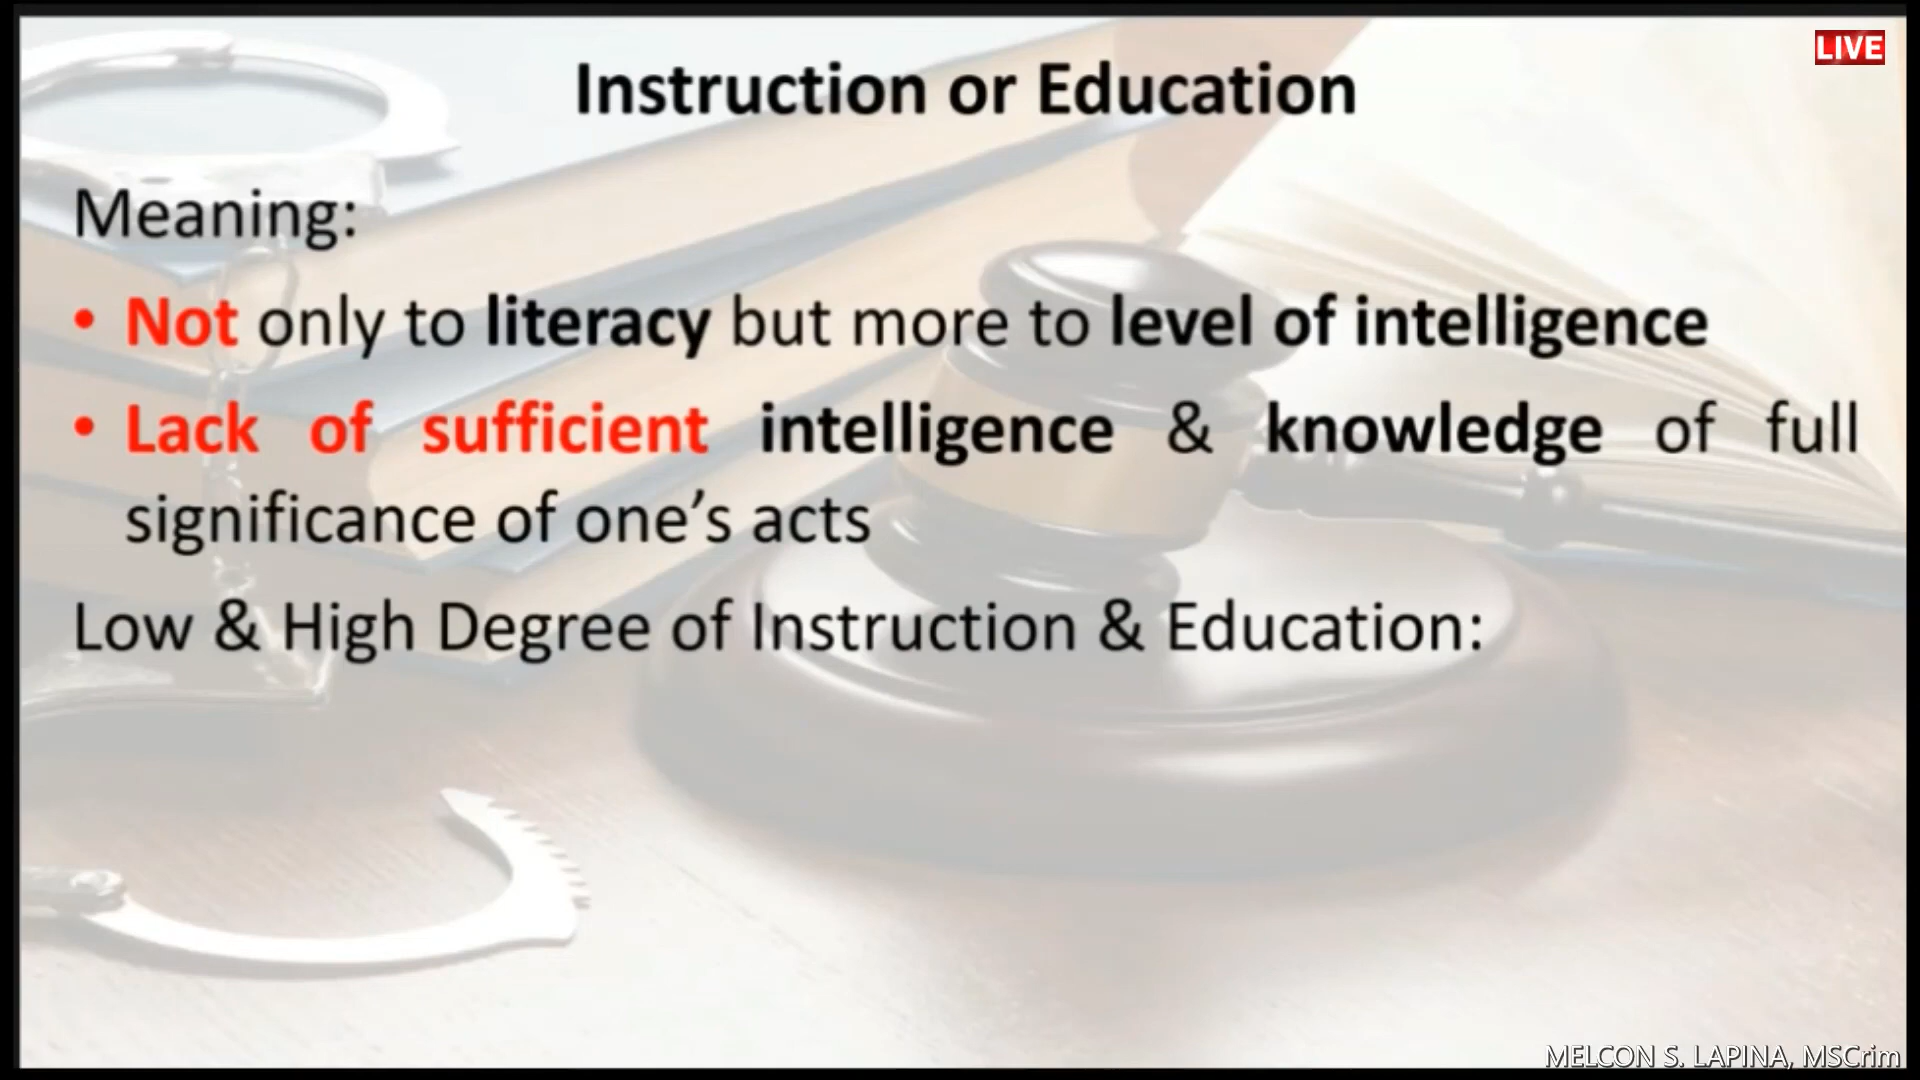 LIVE
Instruction or Education
Meaning:
• Not only to literacy but more to level of intelligence
• Lack of sufficient intelligence & knowledge of full
significance of one’s acts
Low & High Degree of Instruction & Education:
MELCON S. LAPINA, MSCrim